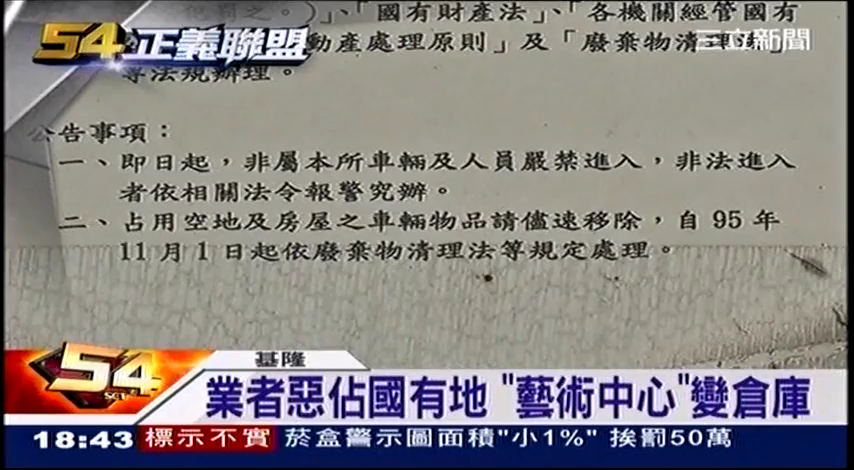 」、「國有財產法」、「各機關經管國有
54正義聯盟
動產處理原則」及「廢棄物清理法」
三立新聞
等法規辦理。
公告事項：
一、即日起，非屬本所車輛及人員嚴禁進入，非法進入
者依相關法令報警究辦。
二、占用空地及房屋之車輛物品請儘速移除，自 95 年
11 月 1 日起依廢棄物清理法等規定處理。
基隆
54
業者惡佔國有地 "藝術中心"變倉庫
18:43 標示不實 菸盒警示圖面積"小1%" 挨罰50萬